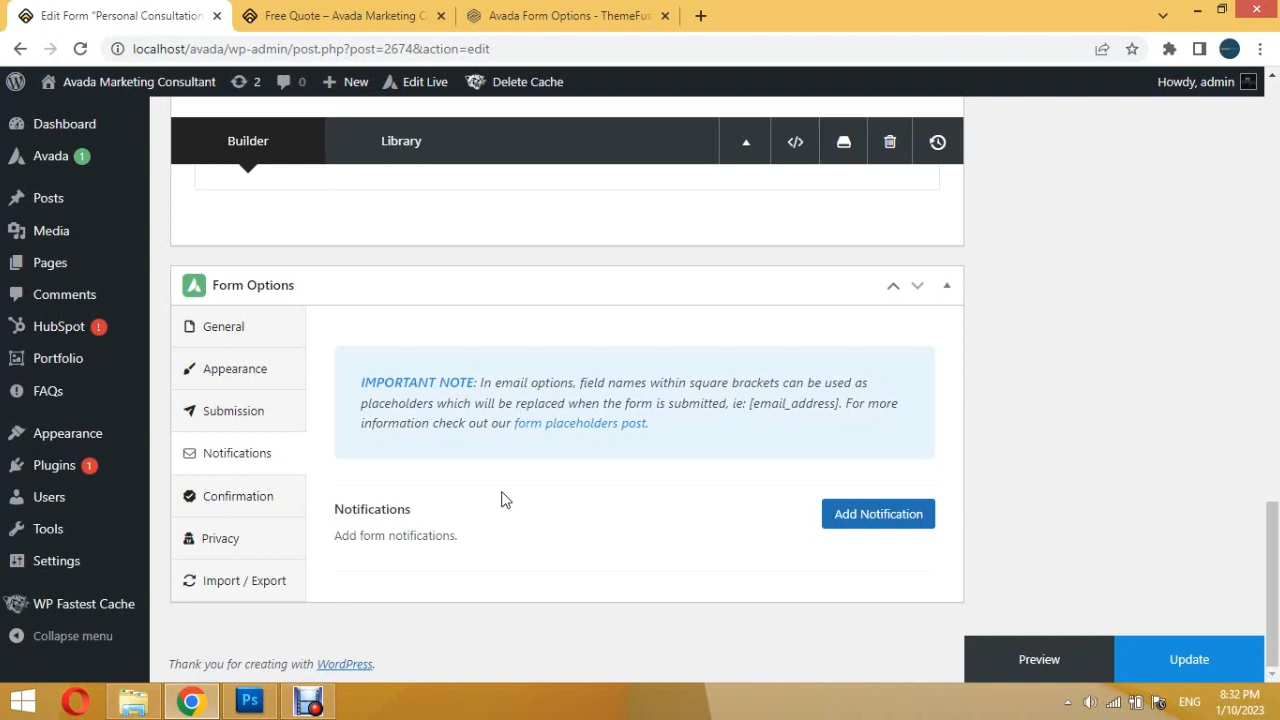 Edit Form "Personal Consultation
Free Quote – Avada Marketing C
Avada Form Options - ThemeFus
localhost/avada/wp-admin/post.php?post=2674&action=edit
Avada Marketing Consultant
2
0
New
Edit Live
Delete Cache
Howdy, admin
Dashboard
Avada 1
Posts
Media
Pages
Comments
HubSpot !
Portfolio
FAQs
Appearance
Plugins 1
Users
Tools
Settings
WP Fastest Cache
Collapse menu
Builder
Library
Form Options
General
Appearance
Submission
Notifications
Confirmation
Privacy
Import / Export
IMPORTANT NOTE: In email options, field names within square brackets can be used as
placeholders which will be replaced when the form is submitted, ie: [email_address]. For more
information check out our form placeholders post.
Notifications
Add form notifications.
Add Notification
Thank you for creating with WordPress.
Preview
Update
Ps
ENG
8:32 PM
1/10/2023